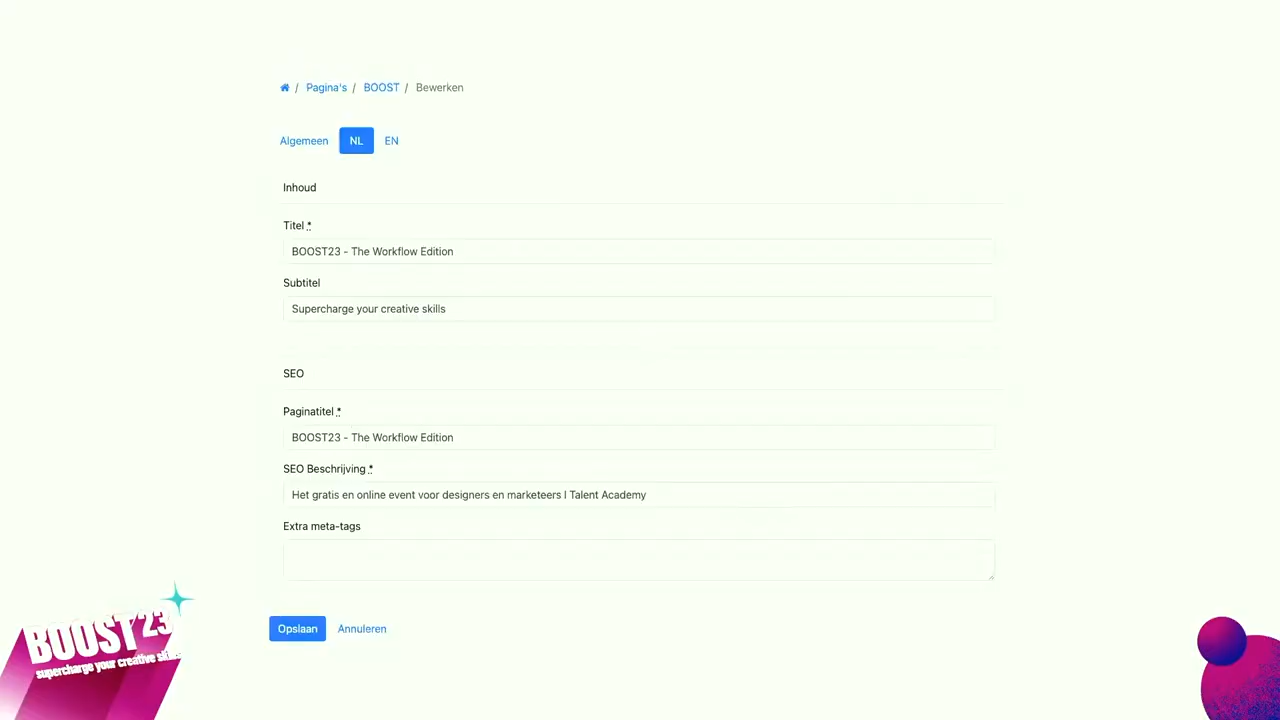 / Pagina's / BOOST / Bewerken
Algemeen NL EN
Inhoud
Titel *
BOOST23 - The Workflow Edition
Subtitel
Supercharge your creative skills
SEO
Paginatitel *
BOOST23 - The Workflow Edition
SEO Beschrijving *
Het gratis en online event voor designers en marketeers I Talent Academy
Extra meta-tags
Opslaan Annuleren
BOOST'23
supercharge your creative skills